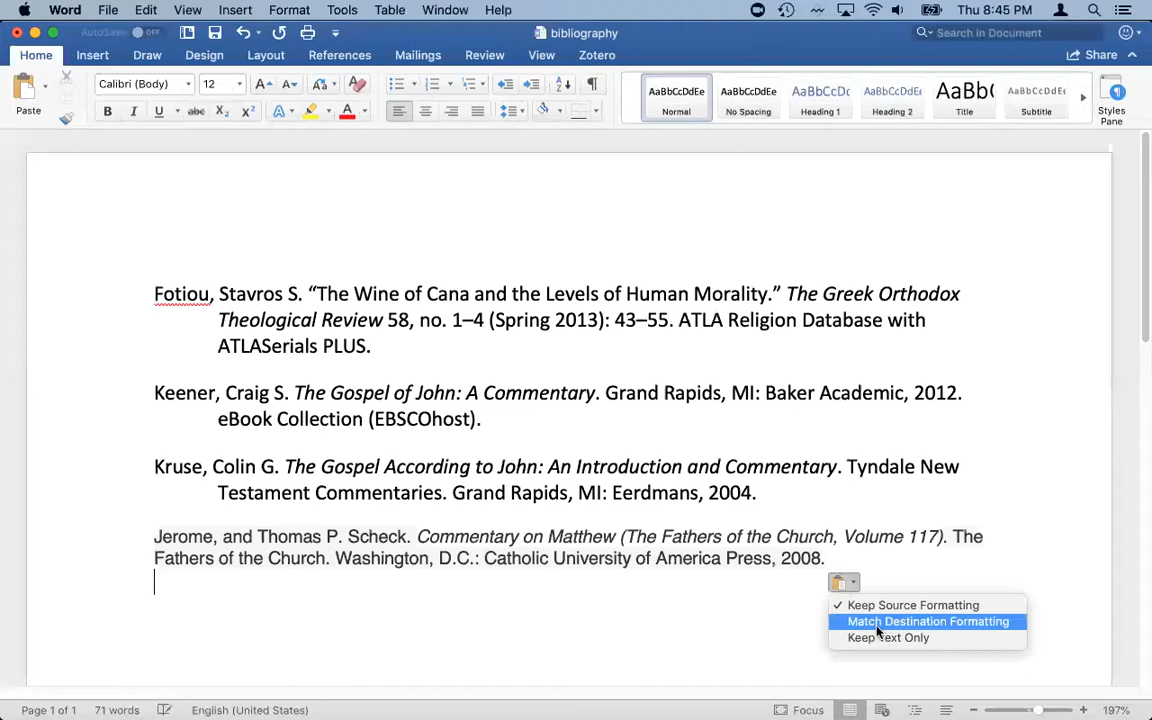 Word File Edit View Insert Format Tools Table Window Help Thu 8:45 PM
AutoSave OFF bibliography Search in Document
Home Insert Draw Design Layout References Mailings Review View Zotero Share
Paste Calibri (Body) 12 A A Aa A AaBbCcDdEe AaBbCcDdEe AaBbCcDc AaBbCcDdEe AaBb( AaBbCcDdEe
B I U abc X₂ X² A A Normal No Spacing Heading 1 Heading 2 Title Subtitle Styles Pane
Fotiou, Stavros S. “The Wine of Cana and the Levels of Human Morality.” The Greek Orthodox
Theological Review 58, no. 1–4 (Spring 2013): 43–55. ATLA Religion Database with
ATLASerials PLUS.
Keener, Craig S. The Gospel of John: A Commentary. Grand Rapids, MI: Baker Academic, 2012.
eBook Collection (EBSCOhost).
Kruse, Colin G. The Gospel According to John: An Introduction and Commentary. Tyndale New
Testament Commentaries. Grand Rapids, MI: Eerdmans, 2004.
Jerome, and Thomas P. Scheck. Commentary on Matthew (The Fathers of the Church, Volume 117). The
Fathers of the Church. Washington, D.C.: Catholic University of America Press, 2008.
✓ Keep Source Formatting
Match Destination Formatting
Keep Text Only
Page 1 of 1 71 words English (United States) Focus 197%